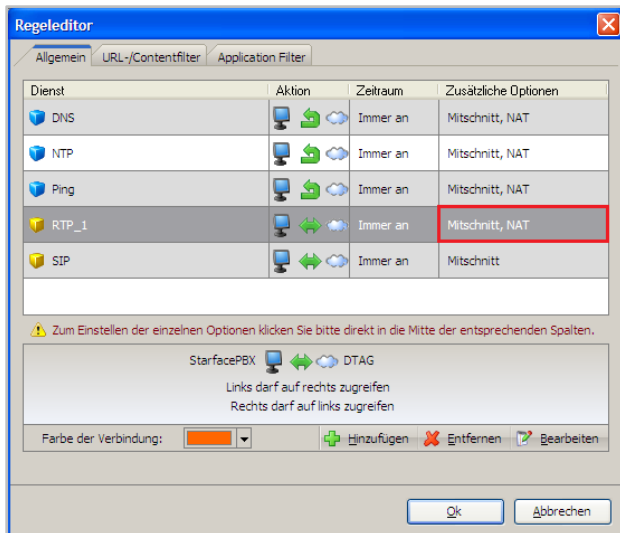 Regeleditor
Allgemein URL-/Contentfilter Application Filter
Dienst Aktion Zeitraum Zusätzliche Optionen
DNS Immer an Mitschnitt, NAT
NTP Immer an Mitschnitt, NAT
Ping Immer an Mitschnitt, NAT
RTP_1 Immer an Mitschnitt, NAT
SIP Immer an Mitschnitt
Zum Einstellen der einzelnen Optionen klicken Sie bitte direkt in die Mitte der entsprechenden Spalten.
StarfacePBX DTAG
Links darf auf rechts zugreifen
Rechts darf auf links zugreifen
Farbe der Verbindung: Hinzufügen Entfernen Bearbeiten
Ok Abbrechen